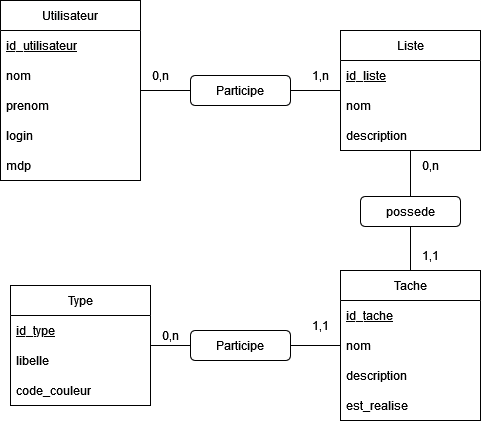 Utilisateur
id_utilisateur
nom
prenom
login
mdp
0,n
Participe
1,n
Liste
id_liste
nom
description
0,n
possede
1,1
Type
id_type
libelle
code_couleur
0,n
Participe
1,1
Tache
id_tache
nom
description
est_realise